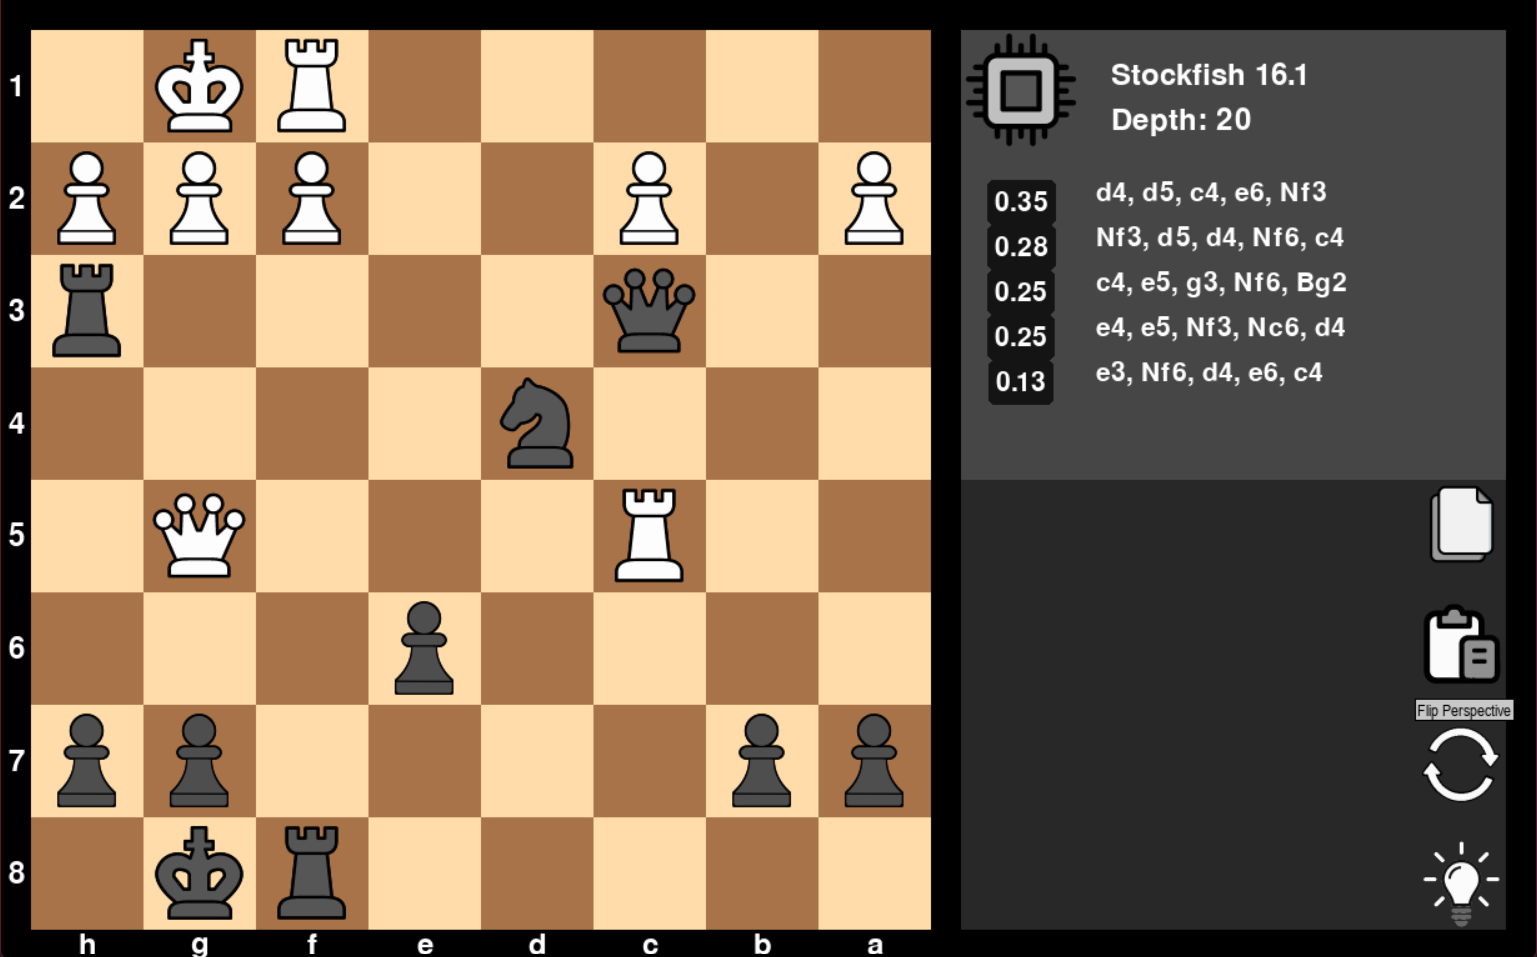 1
2
3
4
5
6
7
8
h g f e d c b a
Stockfish 16.1
Depth: 20
0.35 d4, d5, c4, e6, Nf3
0.28 Nf3, d5, d4, Nf6, c4
0.25 c4, e5, g3, Nf6, Bg2
0.25 e4, e5, Nf3, Nc6, d4
0.13 e3, Nf6, d4, e6, c4
Flip Perspective